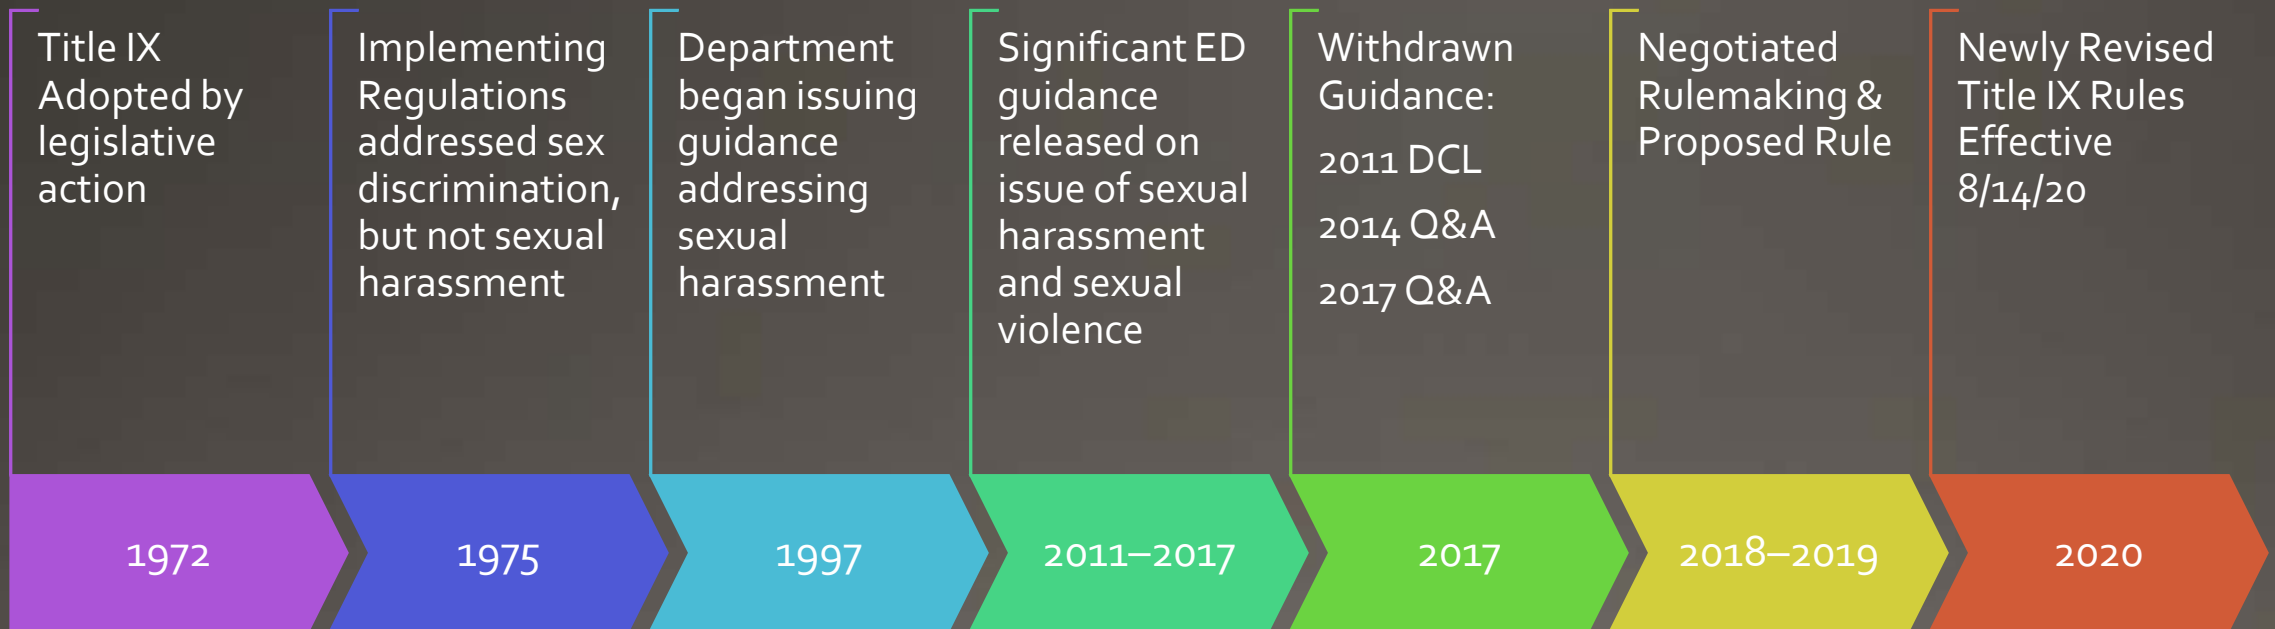 Title IX
Adopted by
legislative
action
Implementing
Regulations
addressed sex
discrimination,
but not sexual
harassment
Department
began issuing
guidance
addressing
sexual
harassment
Significant ED
guidance
released on
issue of sexual
harassment
and sexual
violence
Withdrawn
Guidance:
2011 DCL
2014 Q&A
2017 Q&A
Negotiated
Rulemaking &
Proposed Rule
Newly Revised
Title IX Rules
Effective
8/14/20
1972
1975
1997
2011–2017
2017
2018–2019
2020